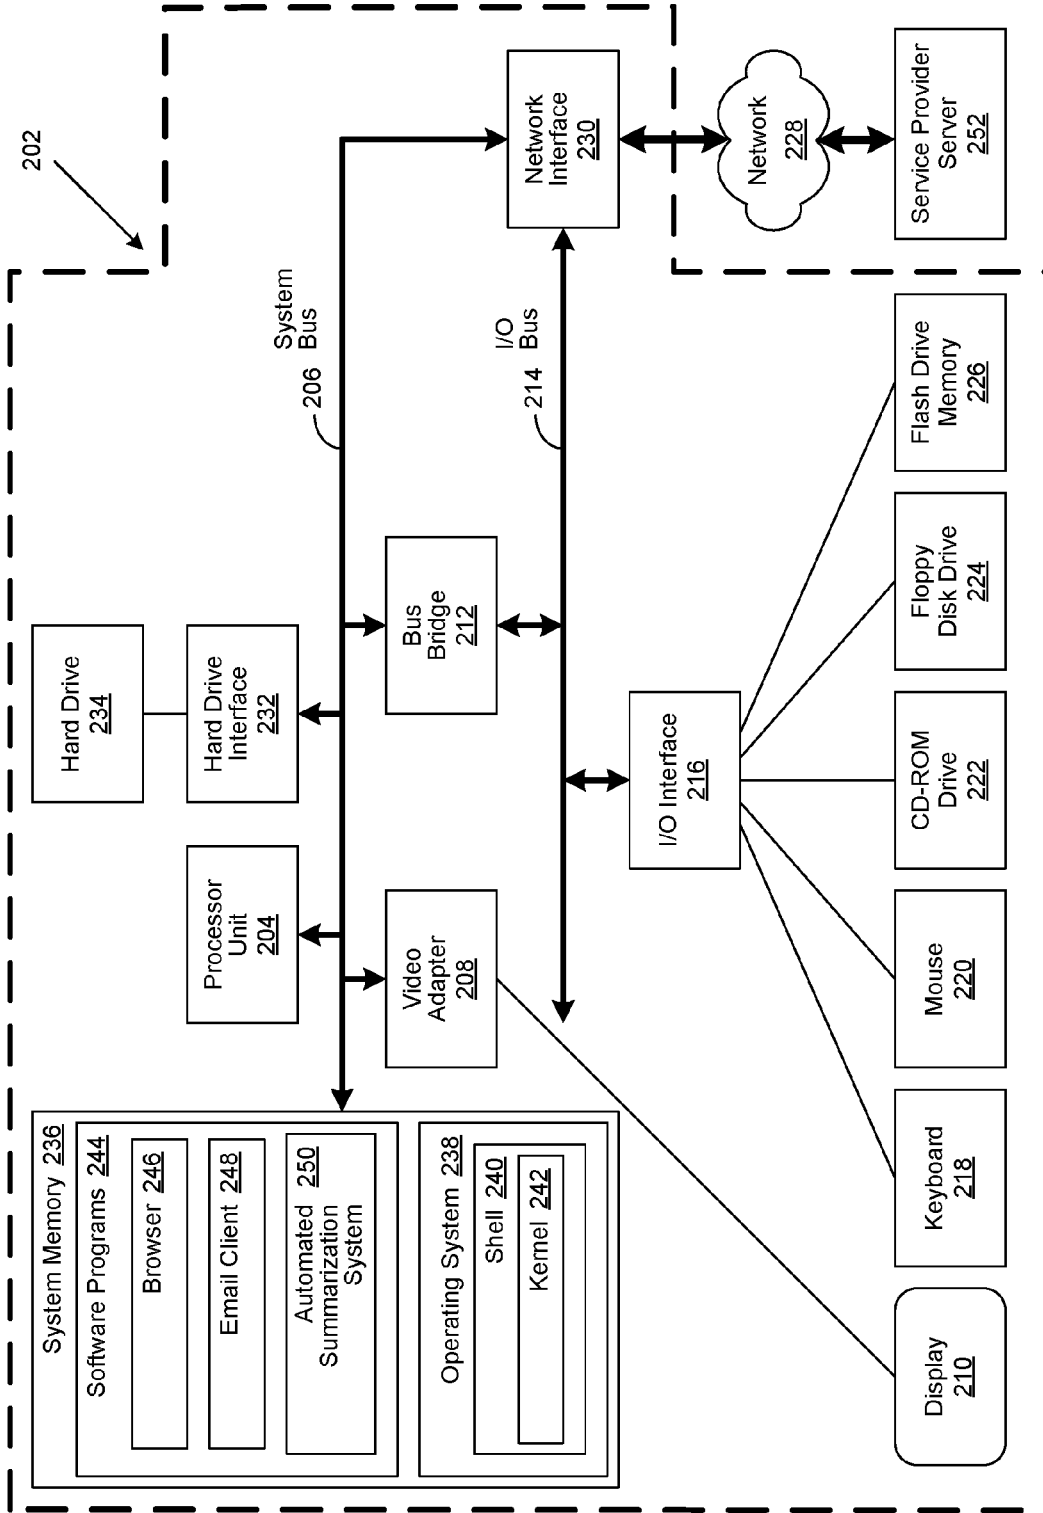 202
System Memory 236
Software Programs 244
Browser 246
Email Client 248
Automated 250
Summarization
System
Operating System 238
Shell 240
Kernel 242
Processor
Unit
204
Hard Drive
234
Hard Drive
Interface
232
206
System
Bus
Video
Adapter
208
Bus
Bridge
212
214
I/O
Bus
Network
Interface
230
I/O Interface
216
Network
228
Display
210
Keyboard
218
Mouse
220
CD-ROM
Drive
222
Floppy
Disk Drive
224
Flash Drive
Memory
226
Service Provider
Server
252